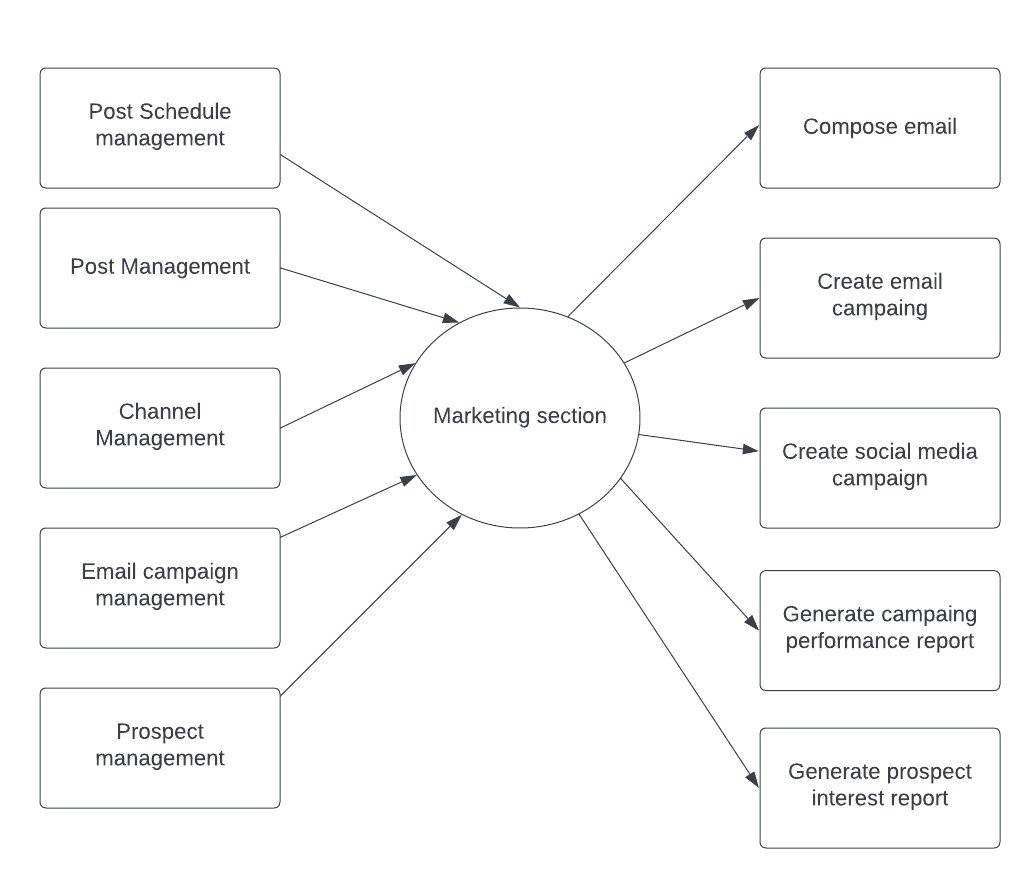 Post Schedule
management
Post Management
Channel
Management
Email campaign
management
Prospect
management
Marketing section
Compose email
Create email
campaing
Create social media
campaign
Generate campaing
performance report
Generate prospect
interest report